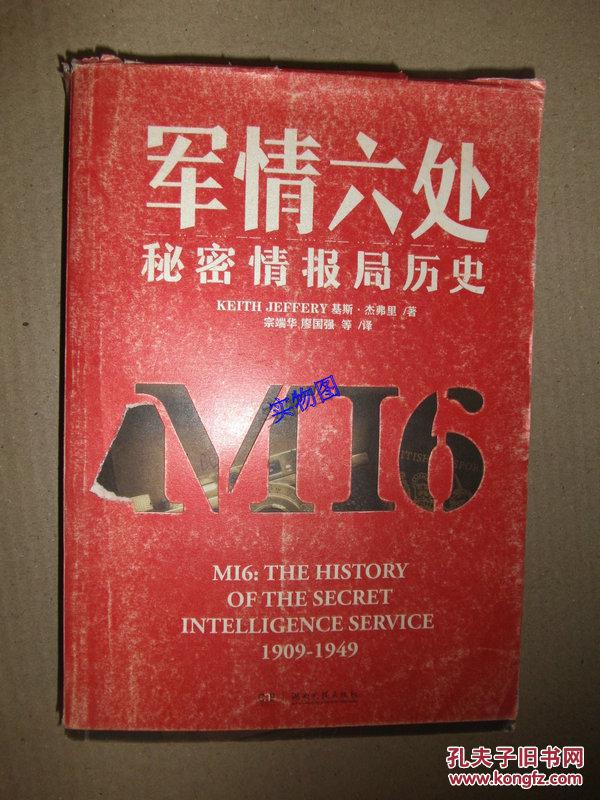 军情六处
秘密情报局历史
KEITH JEFFERY 基斯·杰弗里 /著
宗端华 廖国强 等 /译
实物图
MI6
TISH
SPOR
MI6: THE HISTORY
OF THE SECRET
INTELLIGENCE SERVICE
1909-1949
孔夫子旧书网
www.kongfz.com